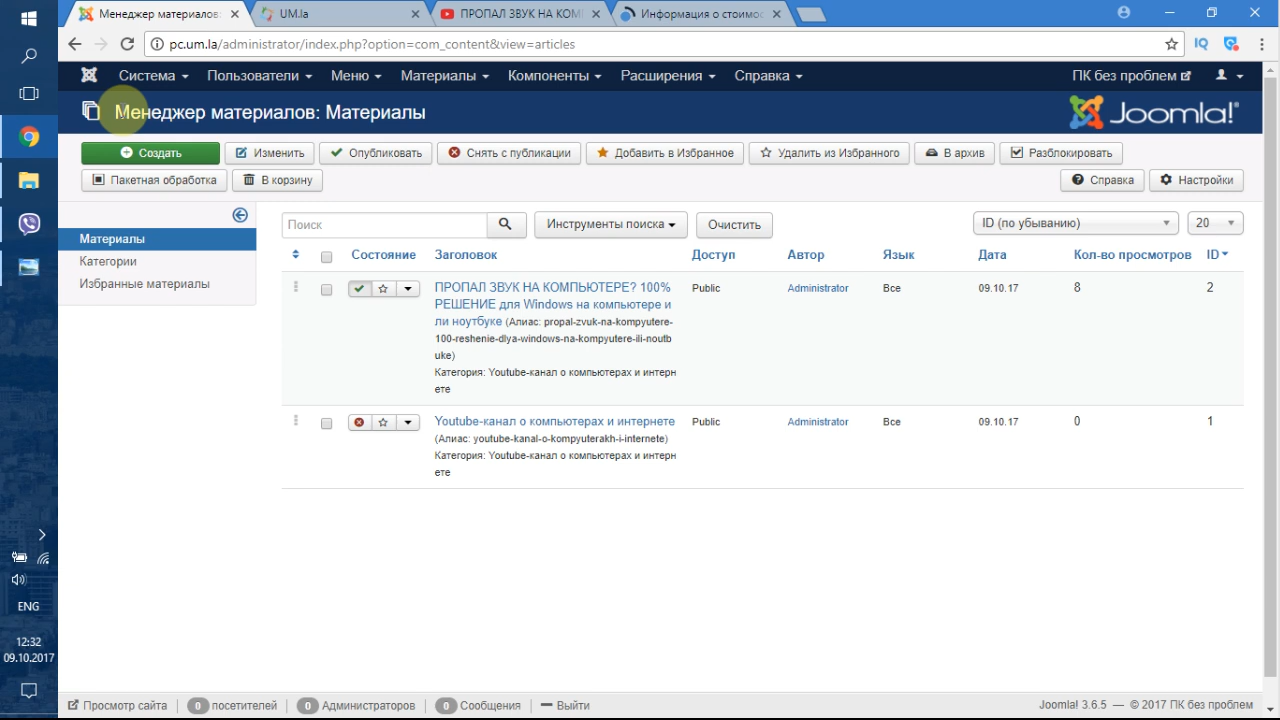 Менеджер материалов:
UM.la
ПРОПАЛ ЗВУК НА КОМ
Информация о стоимос
pc.um.la/administrator/index.php?option=com_content&view=articles
IQ
Система Пользователи Меню Материалы Компоненты Расширения Справка ПК без проблем
Менеджер материалов: Материалы
Joomla!
Создать Изменить Опубликовать Снять с публикации Добавить в Избранное Удалить из Избранного В архив Разблокировать
Пакетная обработка В корзину Справка Настройки
Поиск Инструменты поиска Очистить ID (по убыванию) 20
Материалы
Категории
Избранные материалы
Состояние Заголовок Доступ Автор Язык Дата Кол-во просмотров ID
ПРОПАЛ ЗВУК НА КОМПЬЮТЕРЕ? 100% Public Administrator Все 09.10.17 8 2
РЕШЕНИЕ для Windows на компьютере и
ли ноутбуке (Алиас: propal-zvuk-na-kompyutere-
100-reshenie-dlya-windows-na-kompyutere-ili-noutb
uke)
Категория: Youtube-канал о компьютерах и интерн
ете
Youtube-канал о компьютерах и интернете Public Administrator Все 09.10.17 0 1
(Алиас: youtube-kanal-o-kompyuterakh-i-internete)
Категория: Youtube-канал о компьютерах и интерн
ете
ENG
12:32
09.10.2017
Просмотр сайта 0 посетителей 0 Администраторов 0 Сообщения Выйти Joomla! 3.6.5 — © 2017 ПК без проблем